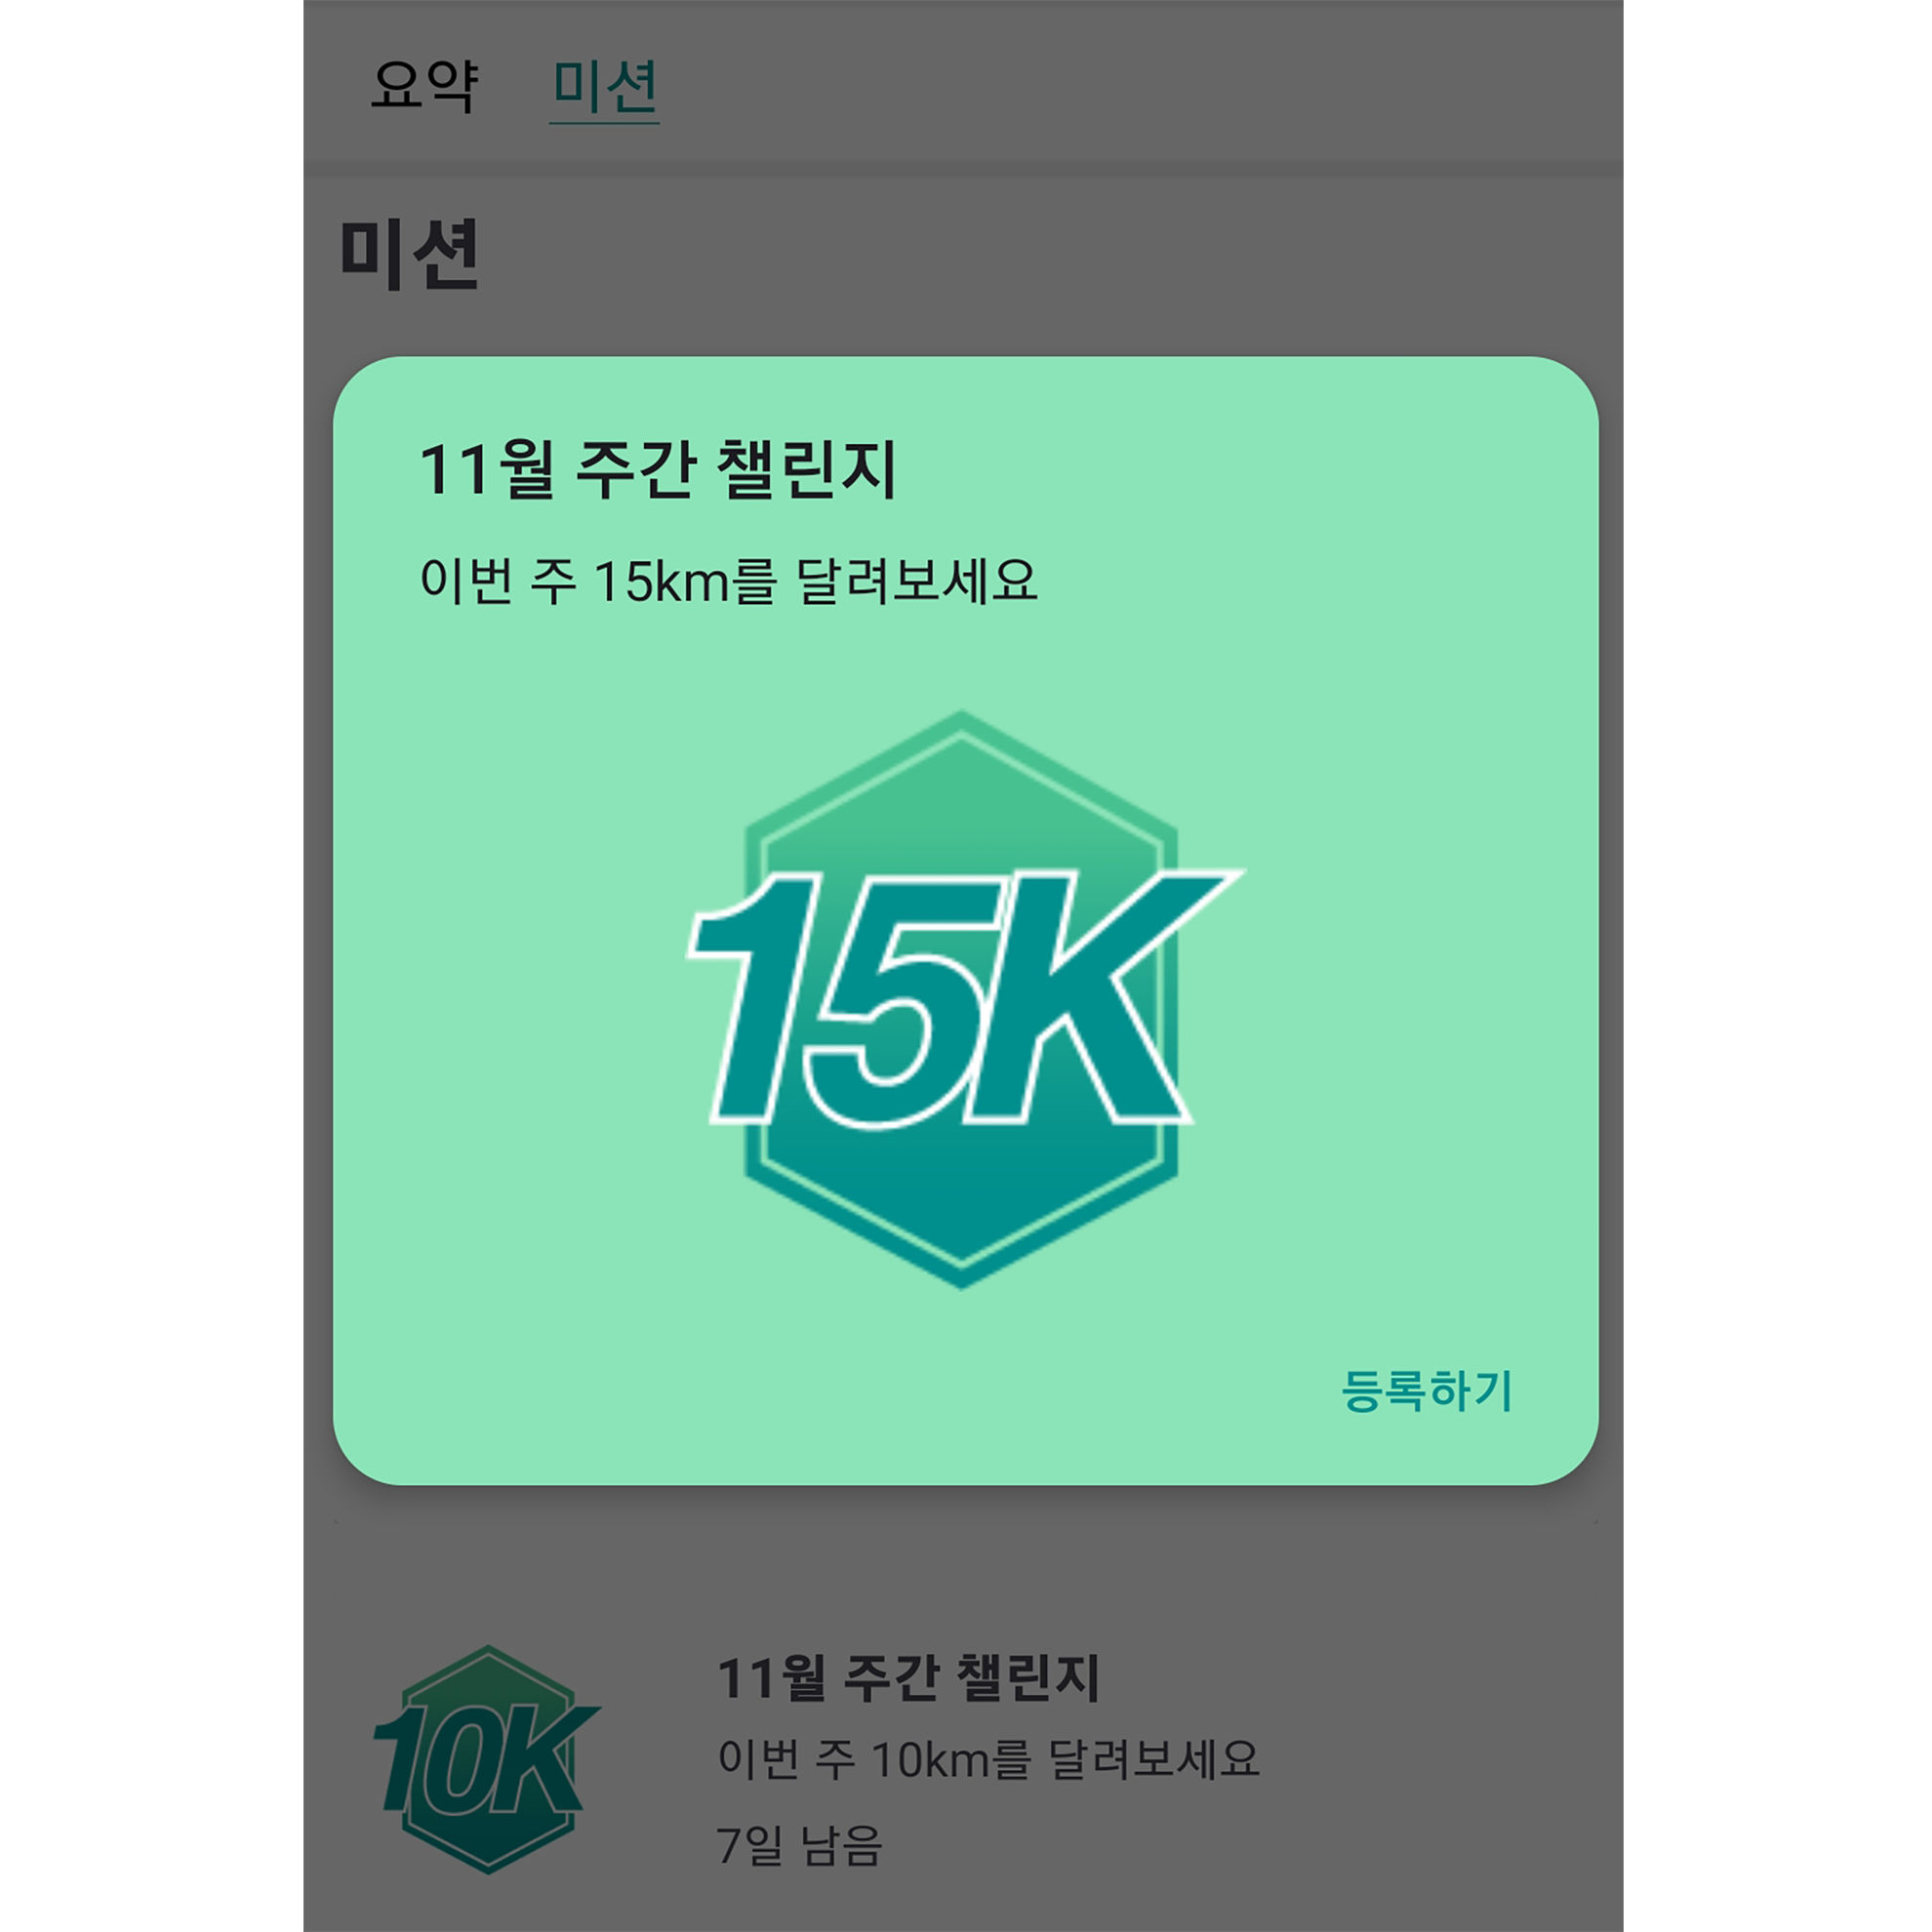 요약 미션
미션
11월 주간 챌린지
이번 주 15km를 달려보세요
15K
등록하기
10K
11월 주간 챌린지
이번 주 10km를 달려보세요
7일 남음